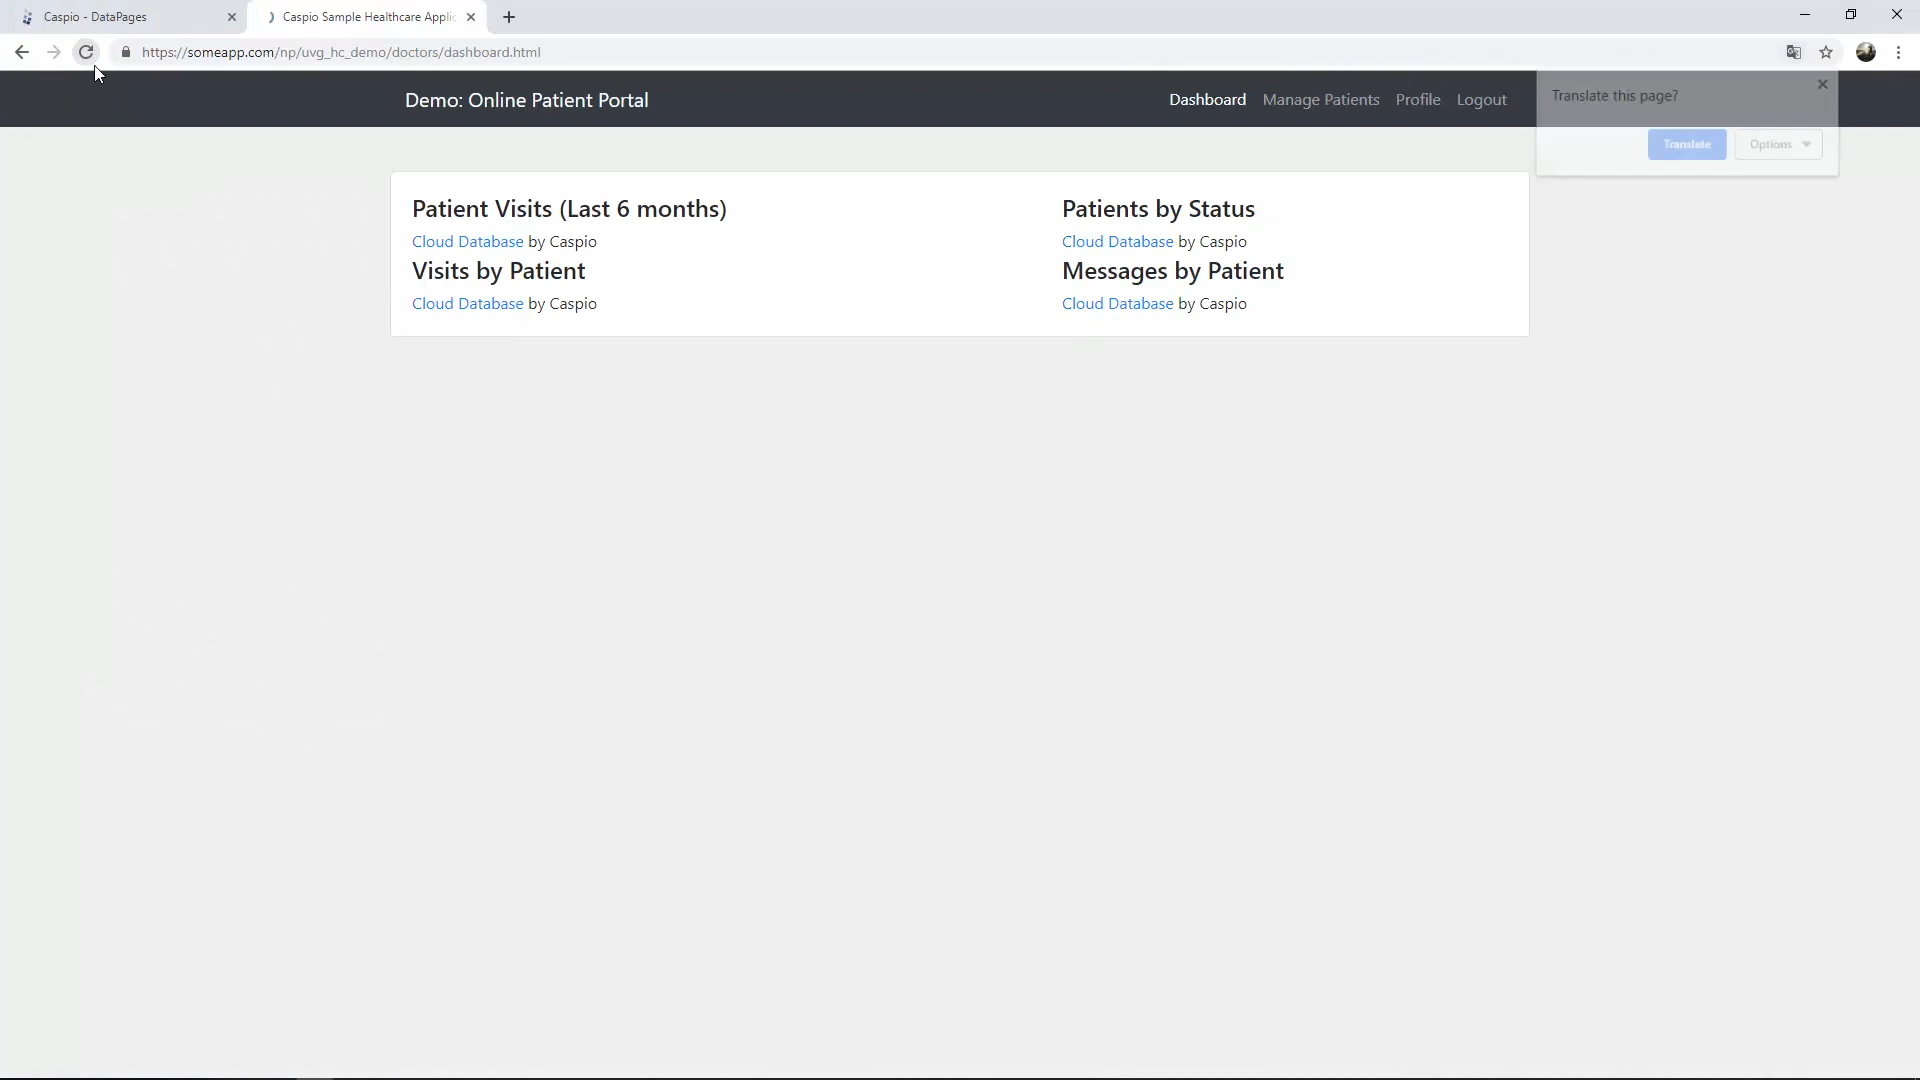 Caspio - DataPages
Caspio Sample Healthcare Applic
https://someapp.com/np/uvg_hc_demo/doctors/dashboard.html
Demo: Online Patient Portal
Dashboard Manage Patients Profile Logout
Translate this page?
Translate Options
Patient Visits (Last 6 months)
Cloud Database by Caspio
Visits by Patient
Cloud Database by Caspio
Patients by Status
Cloud Database by Caspio
Messages by Patient
Cloud Database by Caspio